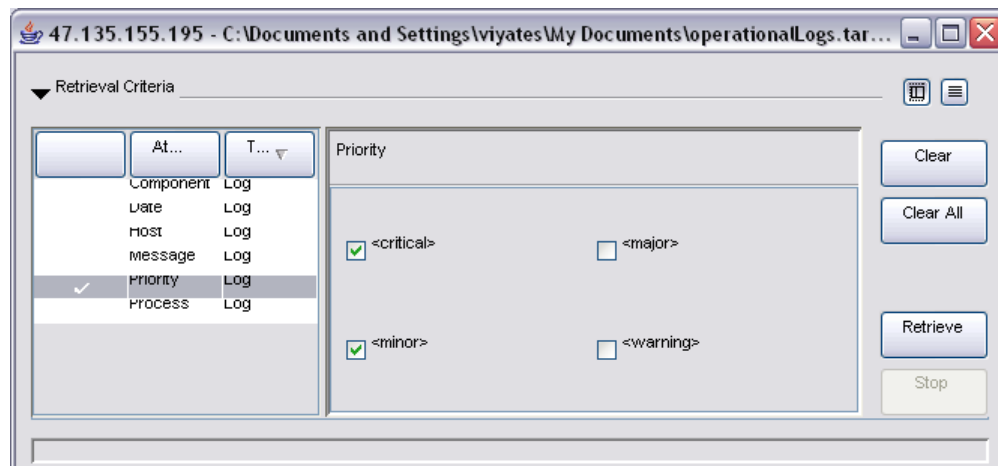 47.135.155.195 - C:\Documents and Settings\viyates\My Documents\operationalLogs.tar...
Retrieval Criteria
At... T...
Component Log
Date Log
Host Log
Message Log
Priority Log
Process Log
Priority
<critical> <major>
<minor> <warning>
Clear
Clear All
Retrieve
Stop